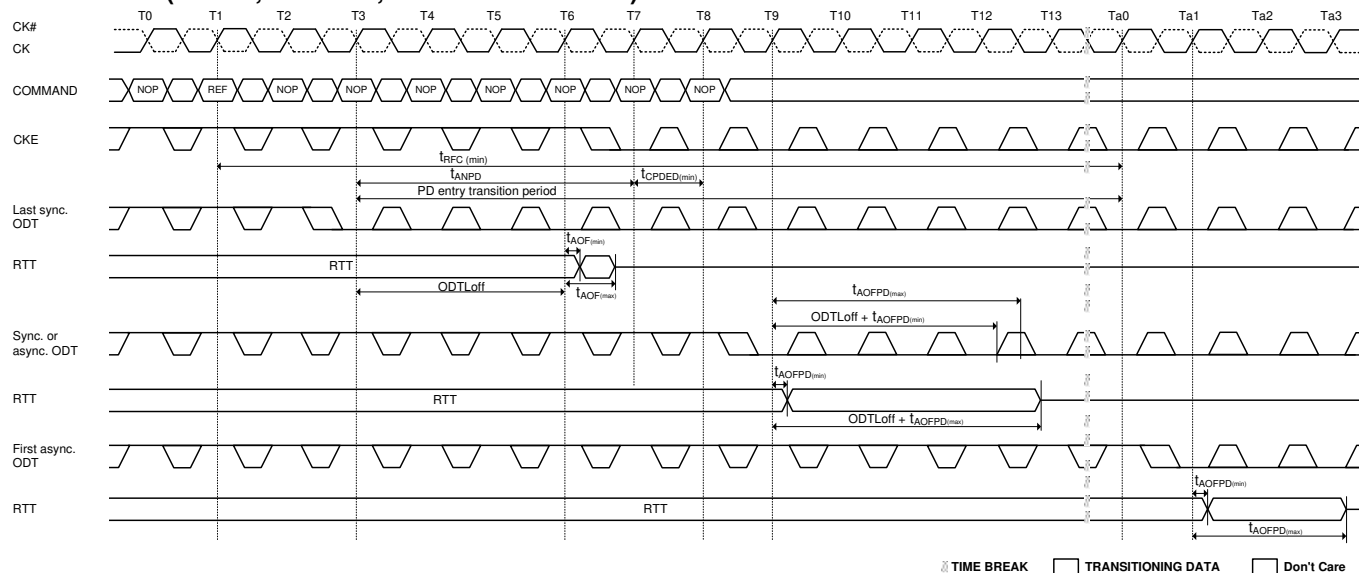 T0 T1 T2 T3 T4 T5 T6 T7 T8 T9 T10 T11 T12 T13 Ta0 Ta1 Ta2 Ta3
CK#
CK
COMMAND
NOP REF NOP NOP NOP NOP NOP NOP NOP
CKE
tRFC (min)
tANPD tCPDED(min)
PD entry transition period
Last sync.
ODT
tAOF(min)
RTT
RTT
ODTLoff
tAOF(max)
tAOFPD(max)
ODTLoff + tAOFPD(min)
Sync. or
async. ODT
tAOFPD(min)
RTT
RTT
ODTLoff + tAOFPD(max)
First async.
ODT
tAOFPD(min)
RTT
RTT
tAOFPD(max)
TIME BREAK TRANSITIONING DATA Don't Care